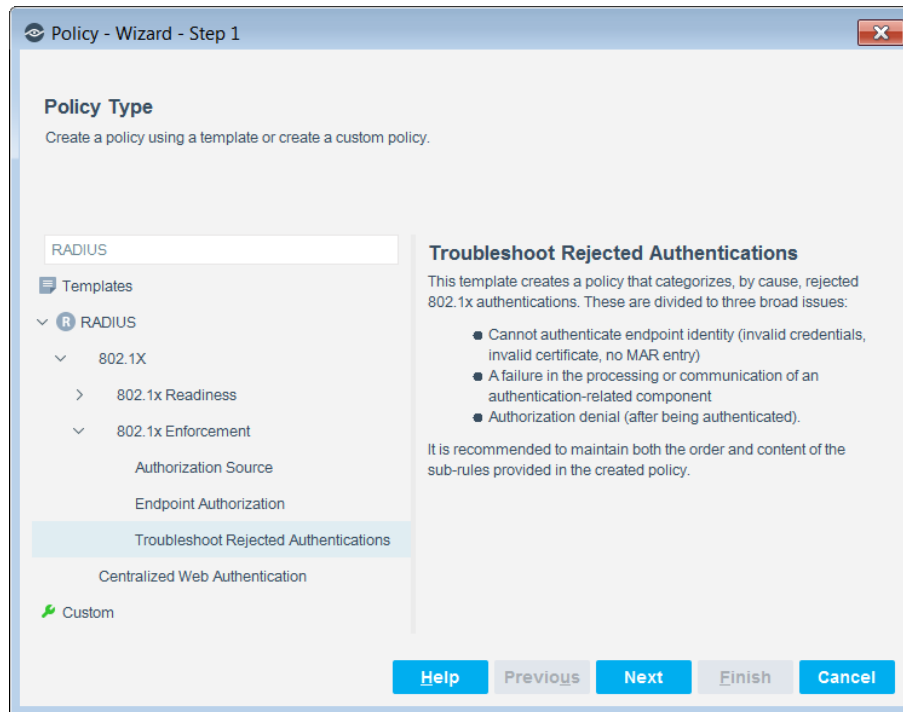 Policy - Wizard - Step 1
Policy Type
Create a policy using a template or create a custom policy.
RADIUS
Templates
R RADIUS
802.1X
802.1x Readiness
802.1x Enforcement
Authorization Source
Endpoint Authorization
Troubleshoot Rejected Authentications
Centralized Web Authentication
Custom
Troubleshoot Rejected Authentications
This template creates a policy that categorizes, by cause, rejected
802.1x authentications. These are divided to three broad issues:
● Cannot authenticate endpoint identity (invalid credentials,
invalid certificate, no MAR entry)
● A failure in the processing or communication of an
authentication-related component
● Authorization denial (after being authenticated).
It is recommended to maintain both the order and content of the
sub-rules provided in the created policy.
Help Previous Next Finish Cancel